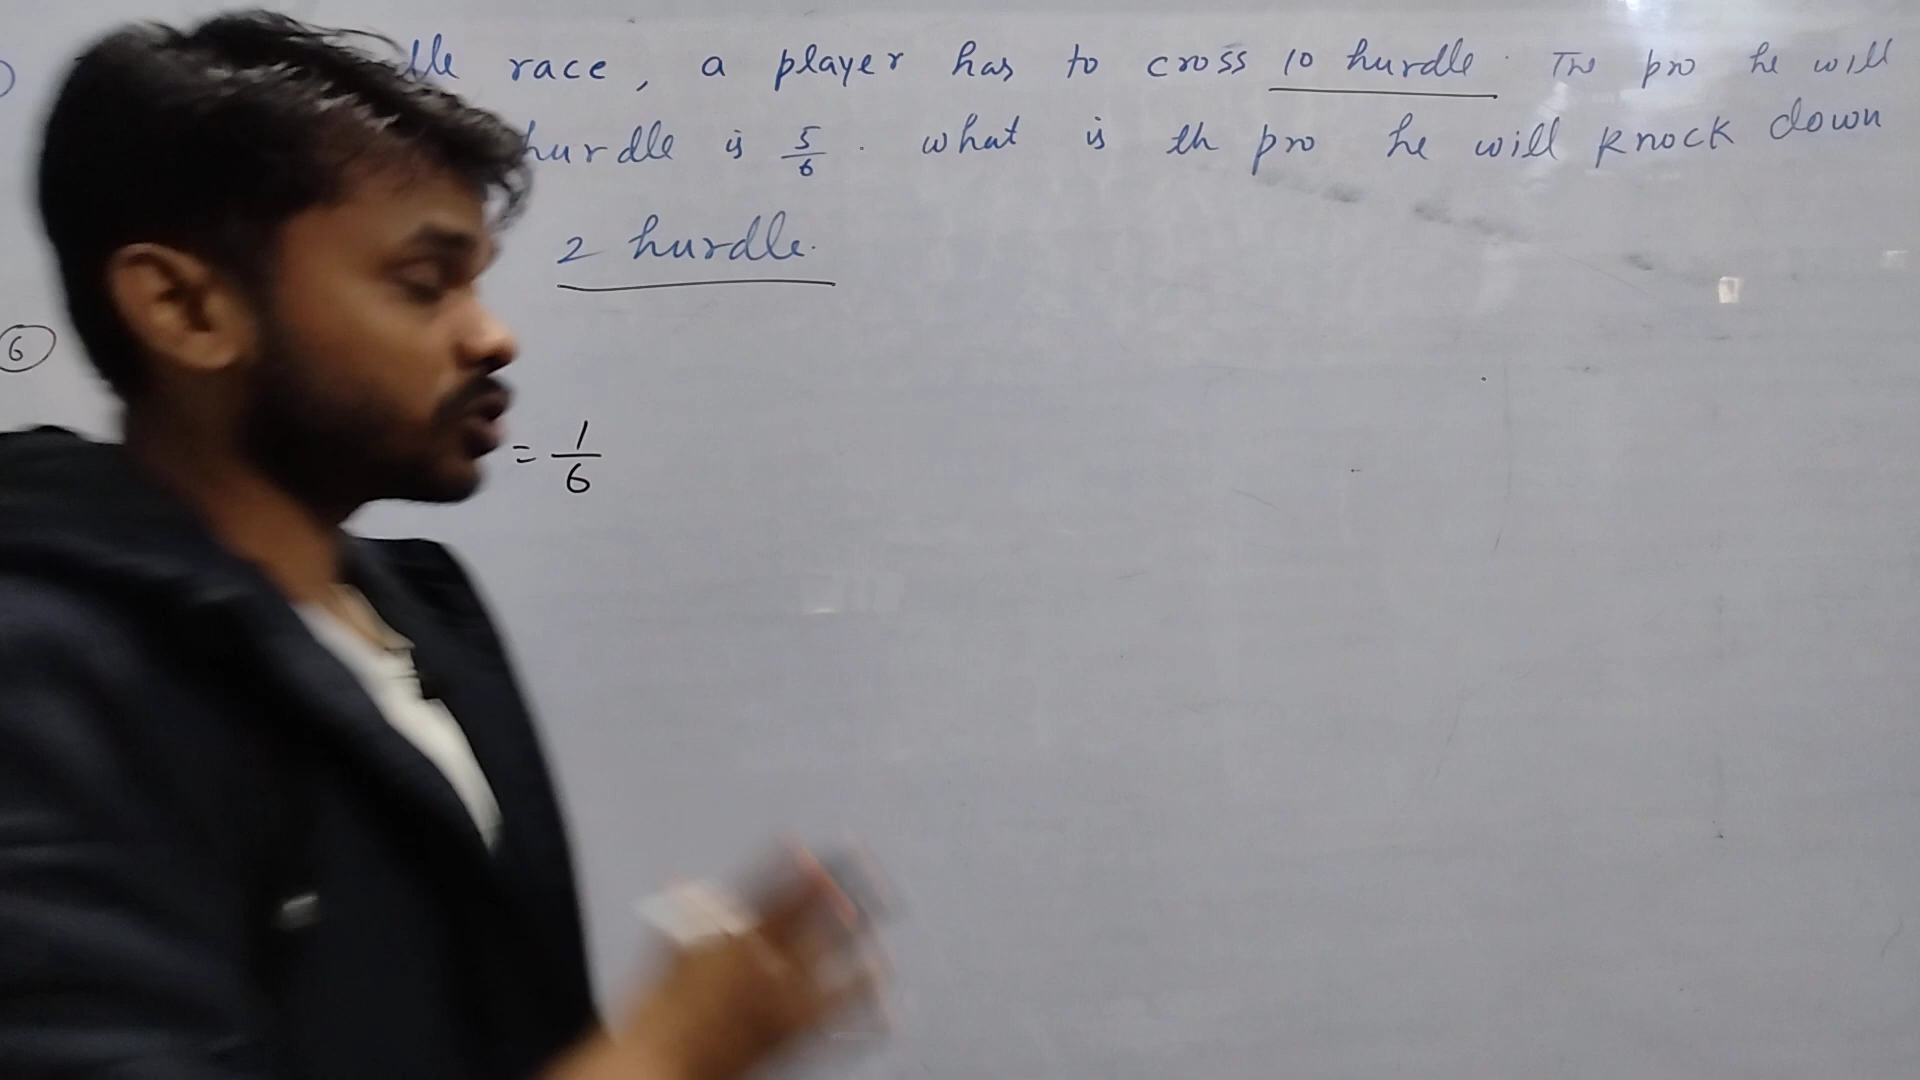 race, a player has to cross 10 hurdle. The pro he will
hurdle is 5/6. what is th pro he will knock down
2 hurdle.
6
= 1/6